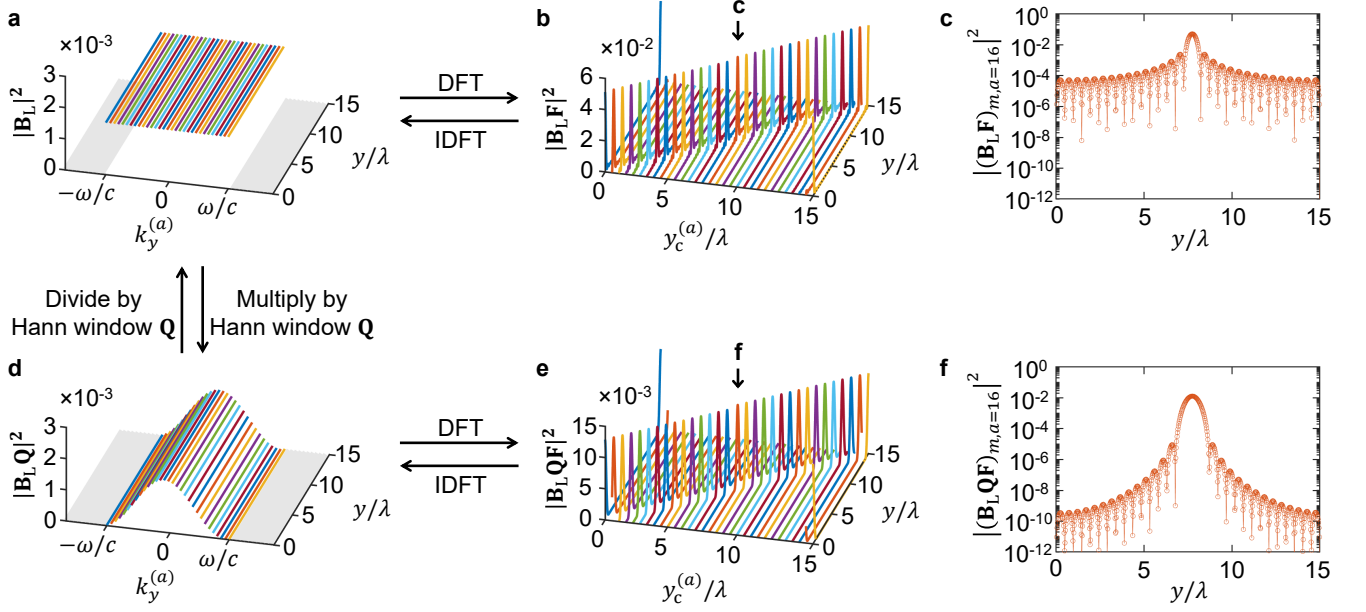 a
×10⁻³
|B_L|²
3
2
1
0
−ω/c
0
ω/c
k_y^(a)
0
5
10
15
y/λ
DFT
IDFT
b
c
×10⁻²
|B_L F|²
6
4
2
0
0
5
10
15
y_c^(a)/λ
0
5
10
15
y/λ
c
|(B_L F)_{m,a=16}|²
10⁰
10⁻²
10⁻⁴
10⁻⁶
10⁻⁸
10⁻¹⁰
10⁻¹²
0 5 10 15
y/λ
Divide by
Hann window Q
Multiply by
Hann window Q
d
×10⁻³
|B_L Q|²
3
2
1
0
−ω/c
0
ω/c
k_y^(a)
0
5
10
15
y/λ
DFT
IDFT
e
f
×10⁻³
|B_L QF|²
15
10
5
0
0
5
10
15
y_c^(a)/λ
0
5
10
15
y/λ
f
|(B_L QF)_{m,a=16}|²
10⁰
10⁻²
10⁻⁴
10⁻⁶
10⁻⁸
10⁻¹⁰
10⁻¹²
0 5 10 15
y/λ